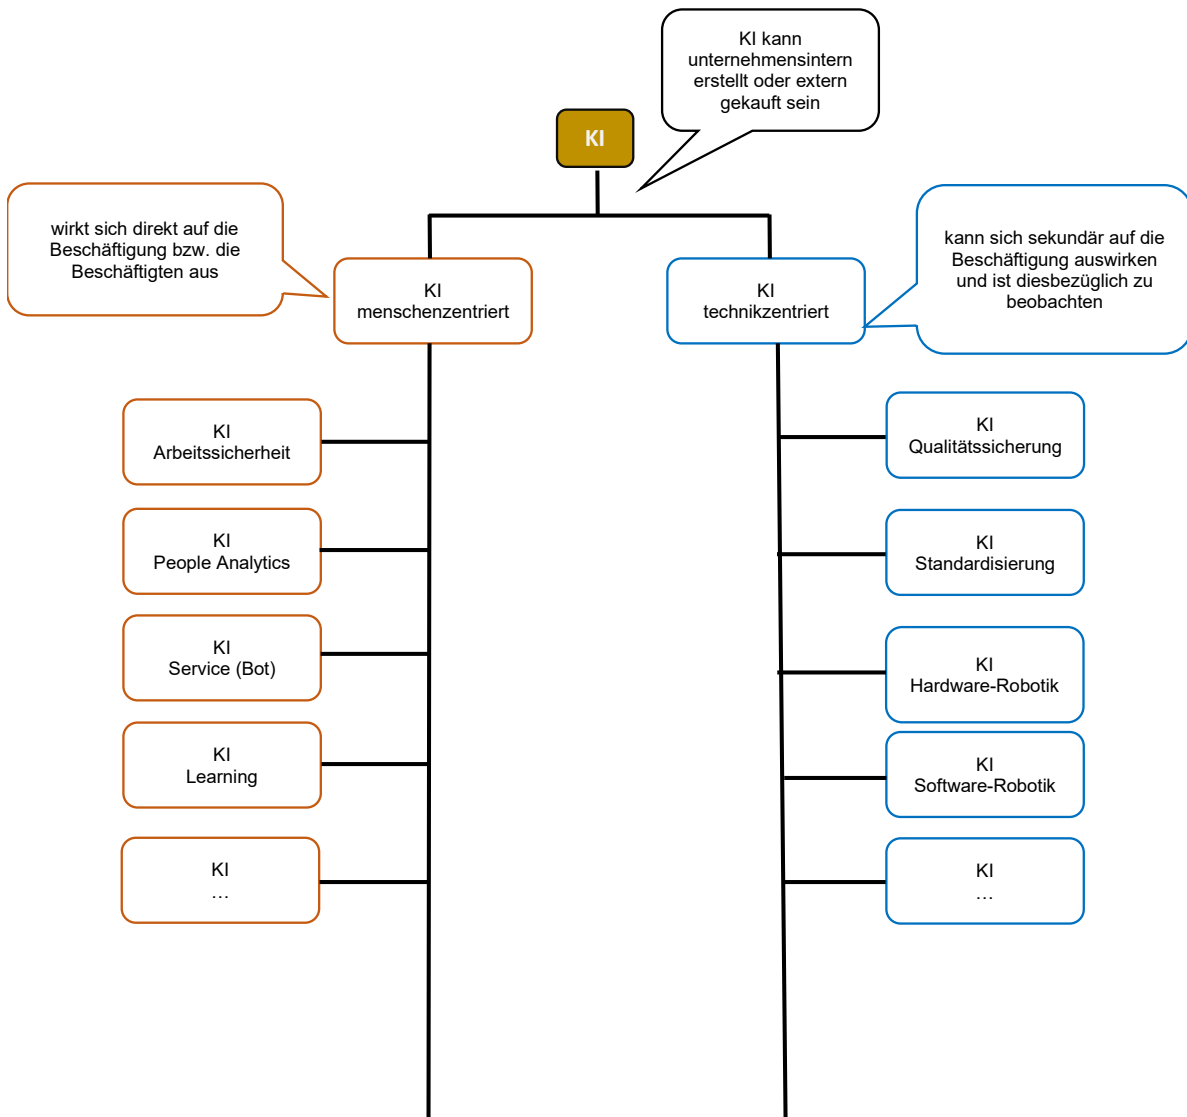 KI kann
unternehmensintern
erstellt oder extern
gekauft sein
KI
wirkt sich direkt auf die
Beschäftigung bzw. die
Beschäftigten aus
kann sich sekundär auf die
Beschäftigung auswirken
und ist diesbezüglich zu
beobachten
KI
menschenzentriert
KI
technikzentriert
KI
Arbeitssicherheit
KI
People Analytics
KI
Service (Bot)
KI
Learning
KI
…
KI
Qualitätssicherung
KI
Standardisierung
KI
Hardware-Robotik
KI
Software-Robotik
KI
…